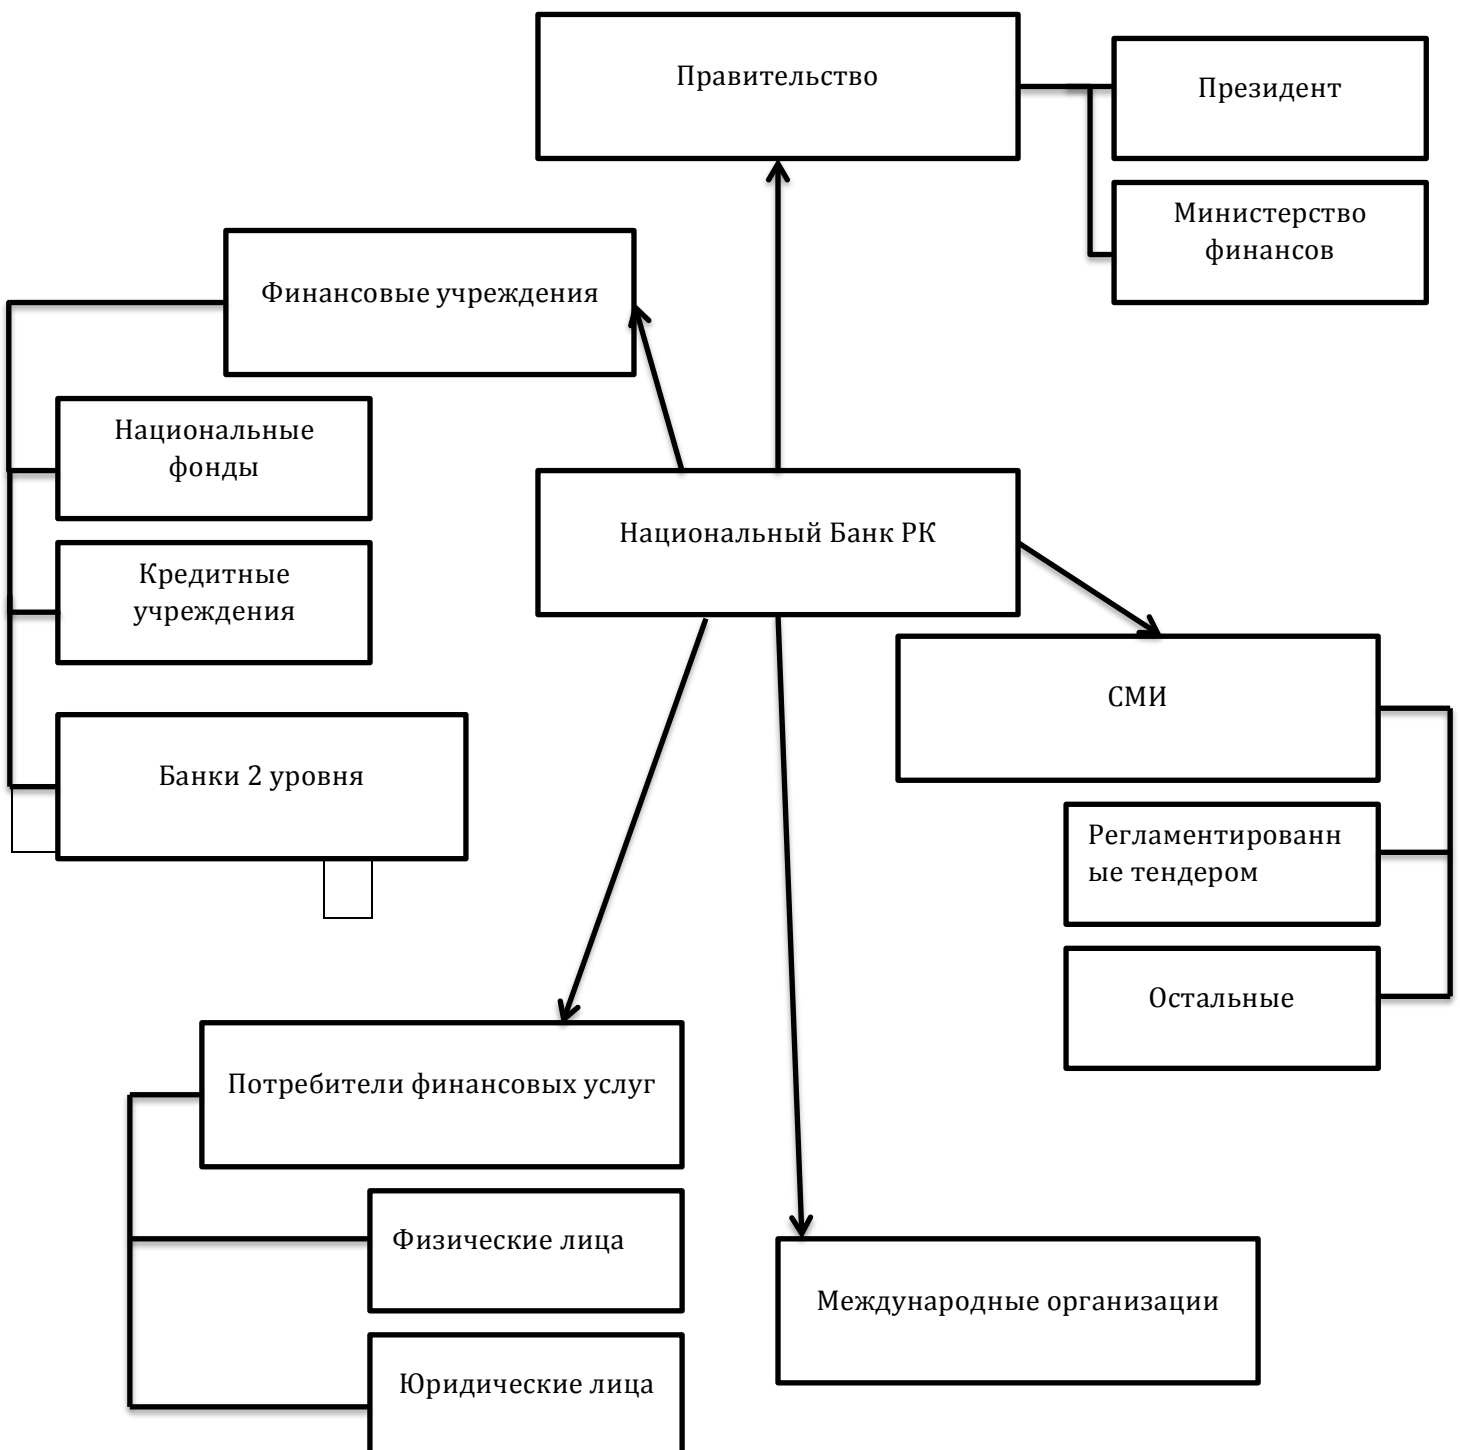 Правительство
Президент
Министерство
финансов
Финансовые учреждения
Национальные
фонды
Национальный Банк РК
Кредитные
учреждения
СМИ
Банки 2 уровня
Регламентированн
ые тендером
Остальные
Потребители финансовых услуг
Физические лица
Международные организации
Юридические лица